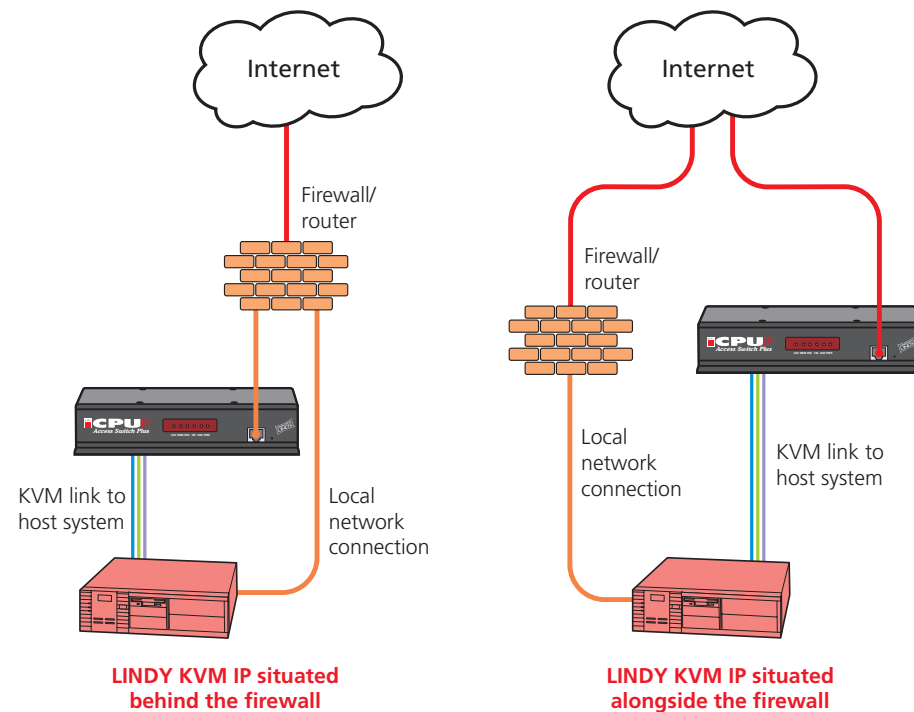 Internet
Firewall/
router
CPU
Access Switch Plus
KVM link to
host system
Local
network
connection
LINDY KVM IP situated
behind the firewall
Internet
Firewall/
router
CPU
Access Switch Plus
Local
network
connection
KVM link to
host system
LINDY KVM IP situated
alongside the firewall